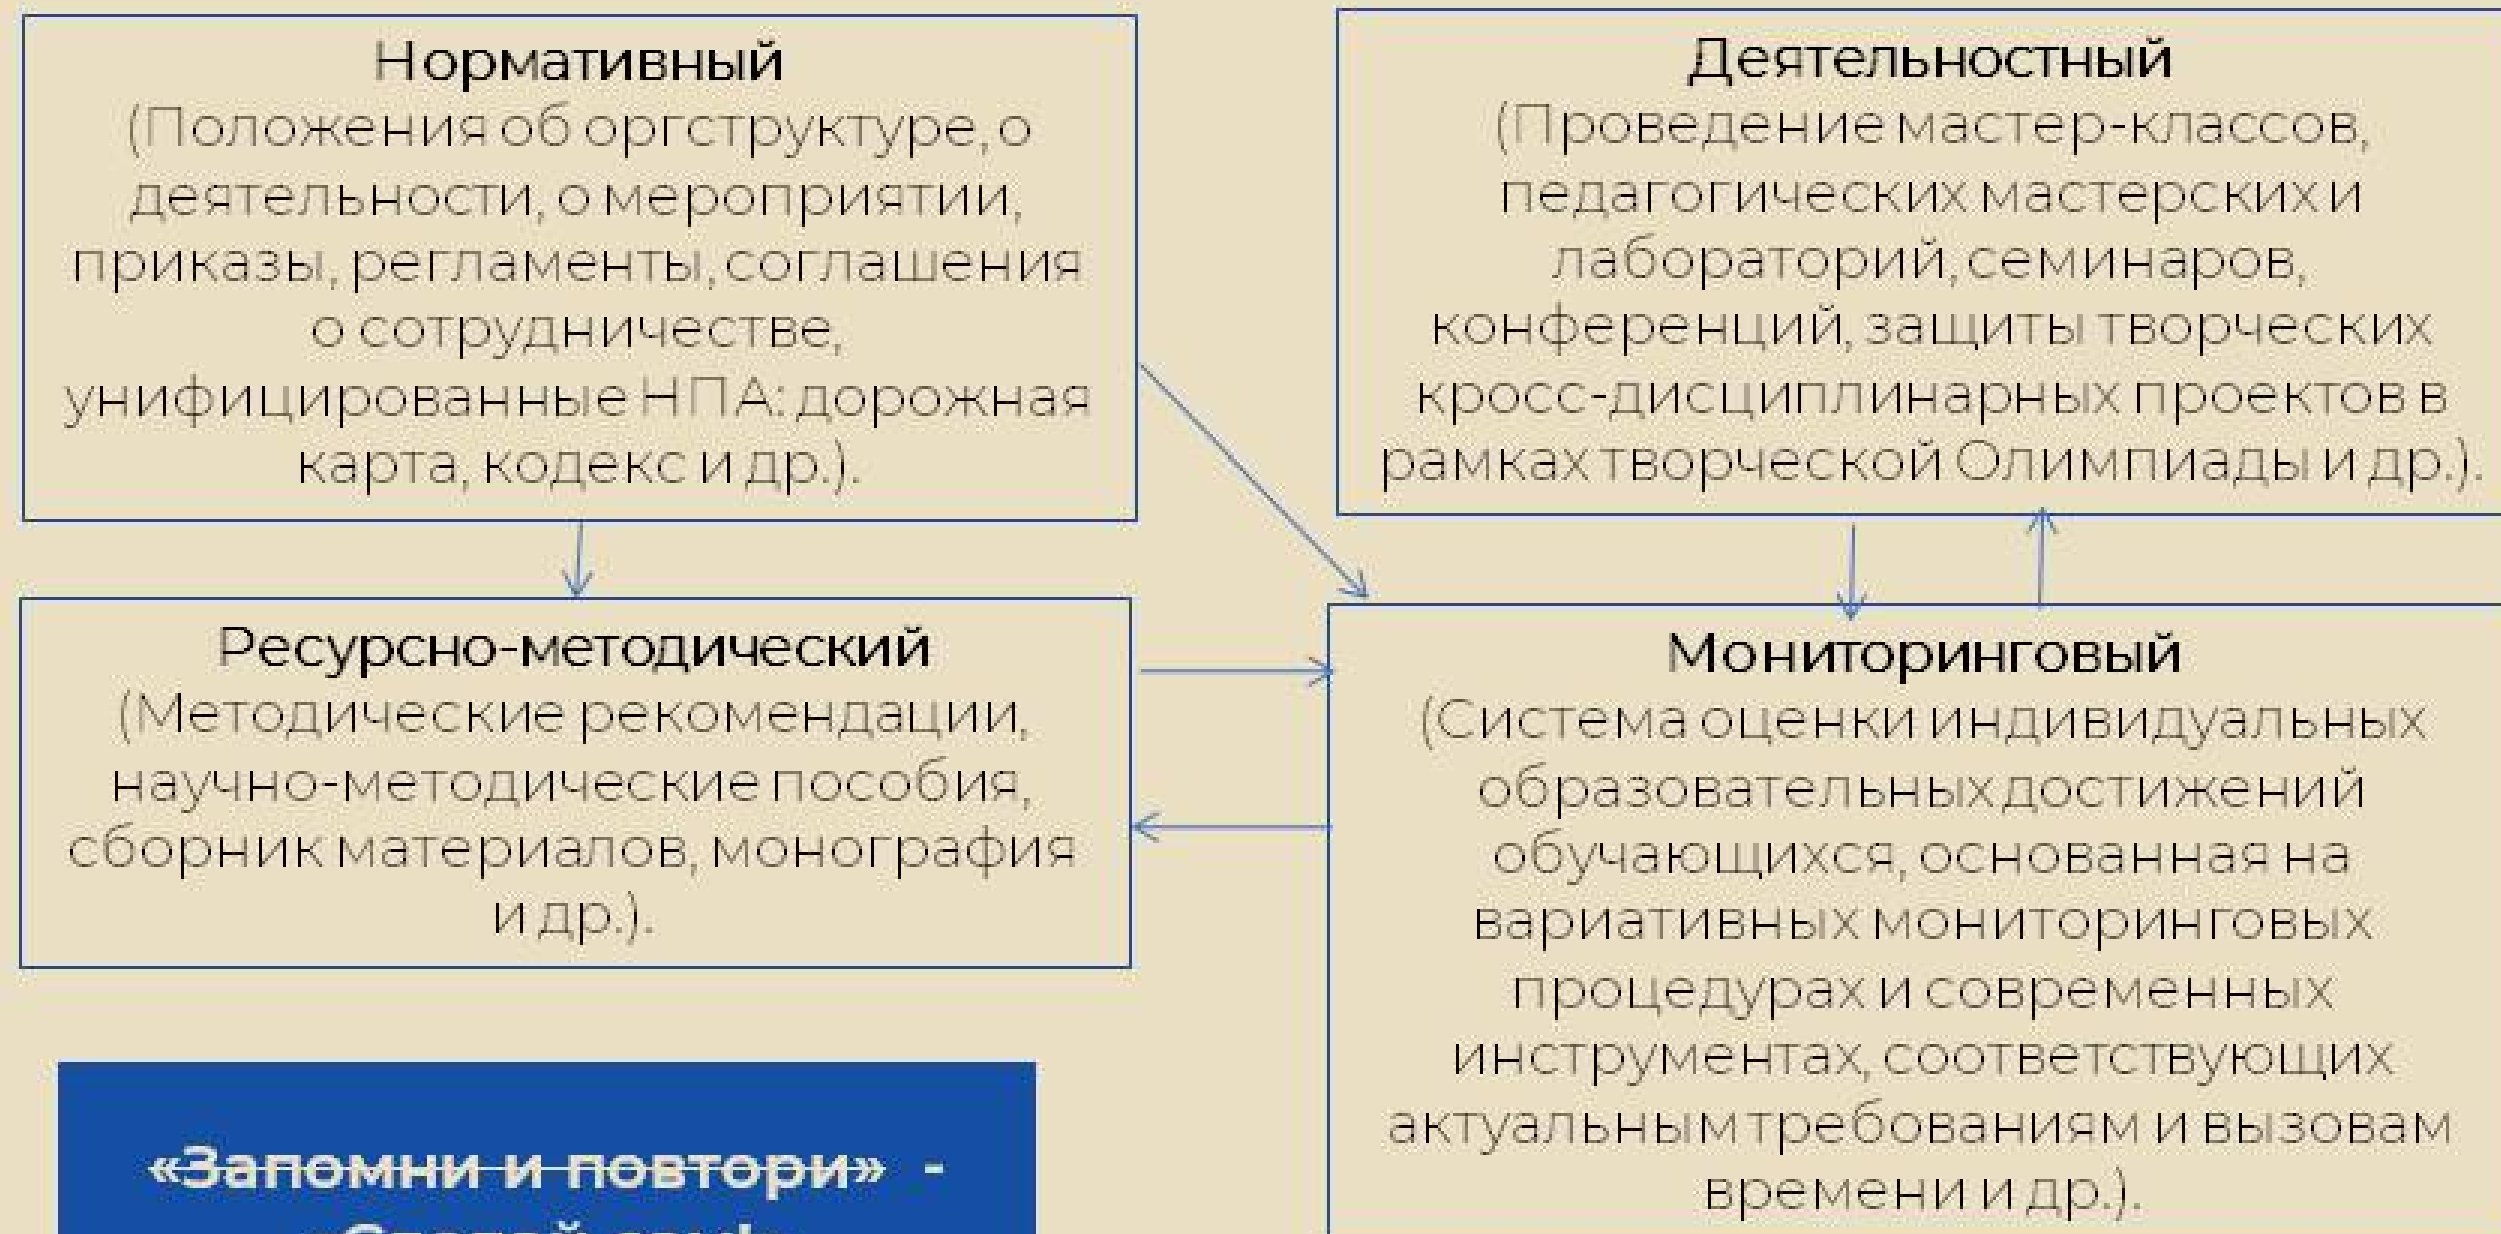 Нормативный
(Положения об оргструктуре, о
деятельности, о мероприятии,
приказы, регламенты, соглашения
о сотрудничестве,
унифицированные НПА: дорожная
карта, кодекс и др.).
Деятельностный
(Проведение мастер-классов,
педагогических мастерских и
лабораторий, семинаров,
конференций, защиты творческих
кросс-дисциплинарных проектов в
рамках творческой Олимпиады и др.).
Ресурсно-методический
(Методические рекомендации,
научно-методические пособия,
сборник материалов, монография
и др.).
Мониторинговый
(Система оценки индивидуальных
образовательных достижений
обучающихся, основанная на
вариативных мониторинговых
процедурах и современных
инструментах, соответствующих
актуальным требованиям и вызовам
времени и др.).
«Запомни и повтори» -